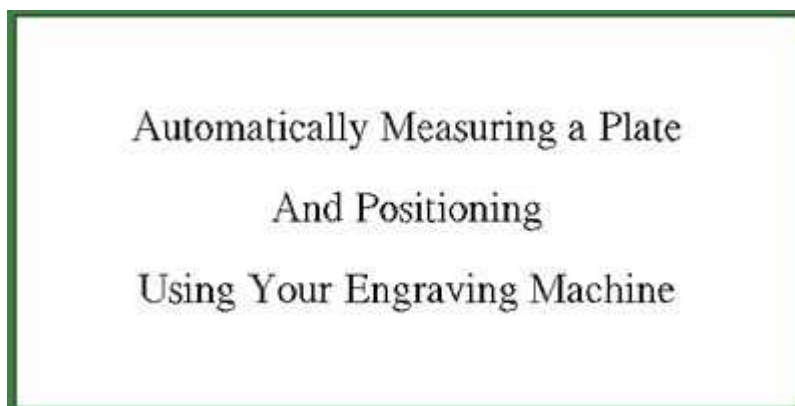 Automatically Measuring a Plate
And Positioning
Using Your Engraving Machine